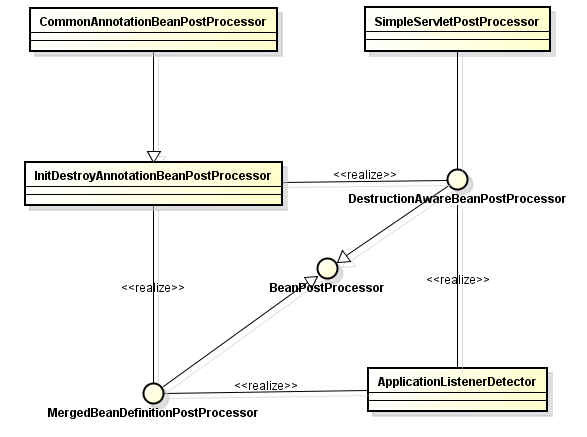 CommonAnnotationBeanPostProcessor
SimpleServletPostProcessor
InitDestroyAnnotationBeanPostProcessor
<<realize>>
DestructionAwareBeanPostProcessor
<<realize>>
BeanPostProcessor
<<realize>>
<<realize>>
ApplicationListenerDetector
MergedBeanDefinitionPostProcessor